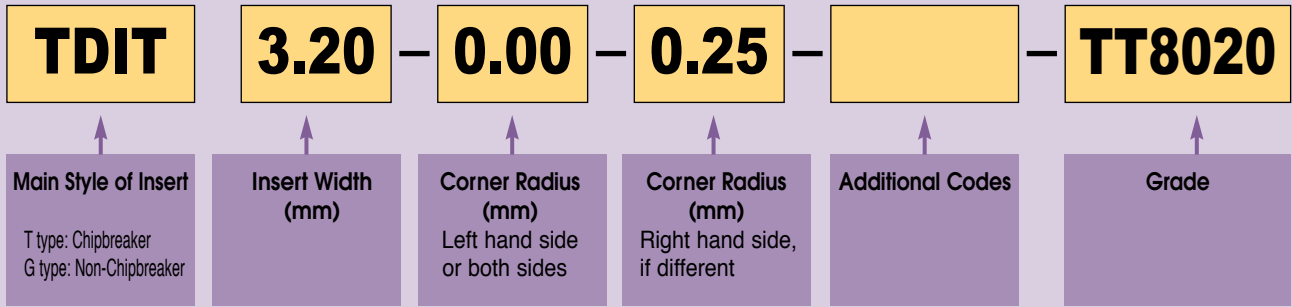 TDIT 3.20 – 0.00 – 0.25 – – TT8020
Main Style of Insert
T type: Chipbreaker
G type: Non-Chipbreaker
Insert Width
(mm)
Corner Radius
(mm)
Left hand side
or both sides
Corner Radius
(mm)
Right hand side,
if different
Additional Codes
Grade